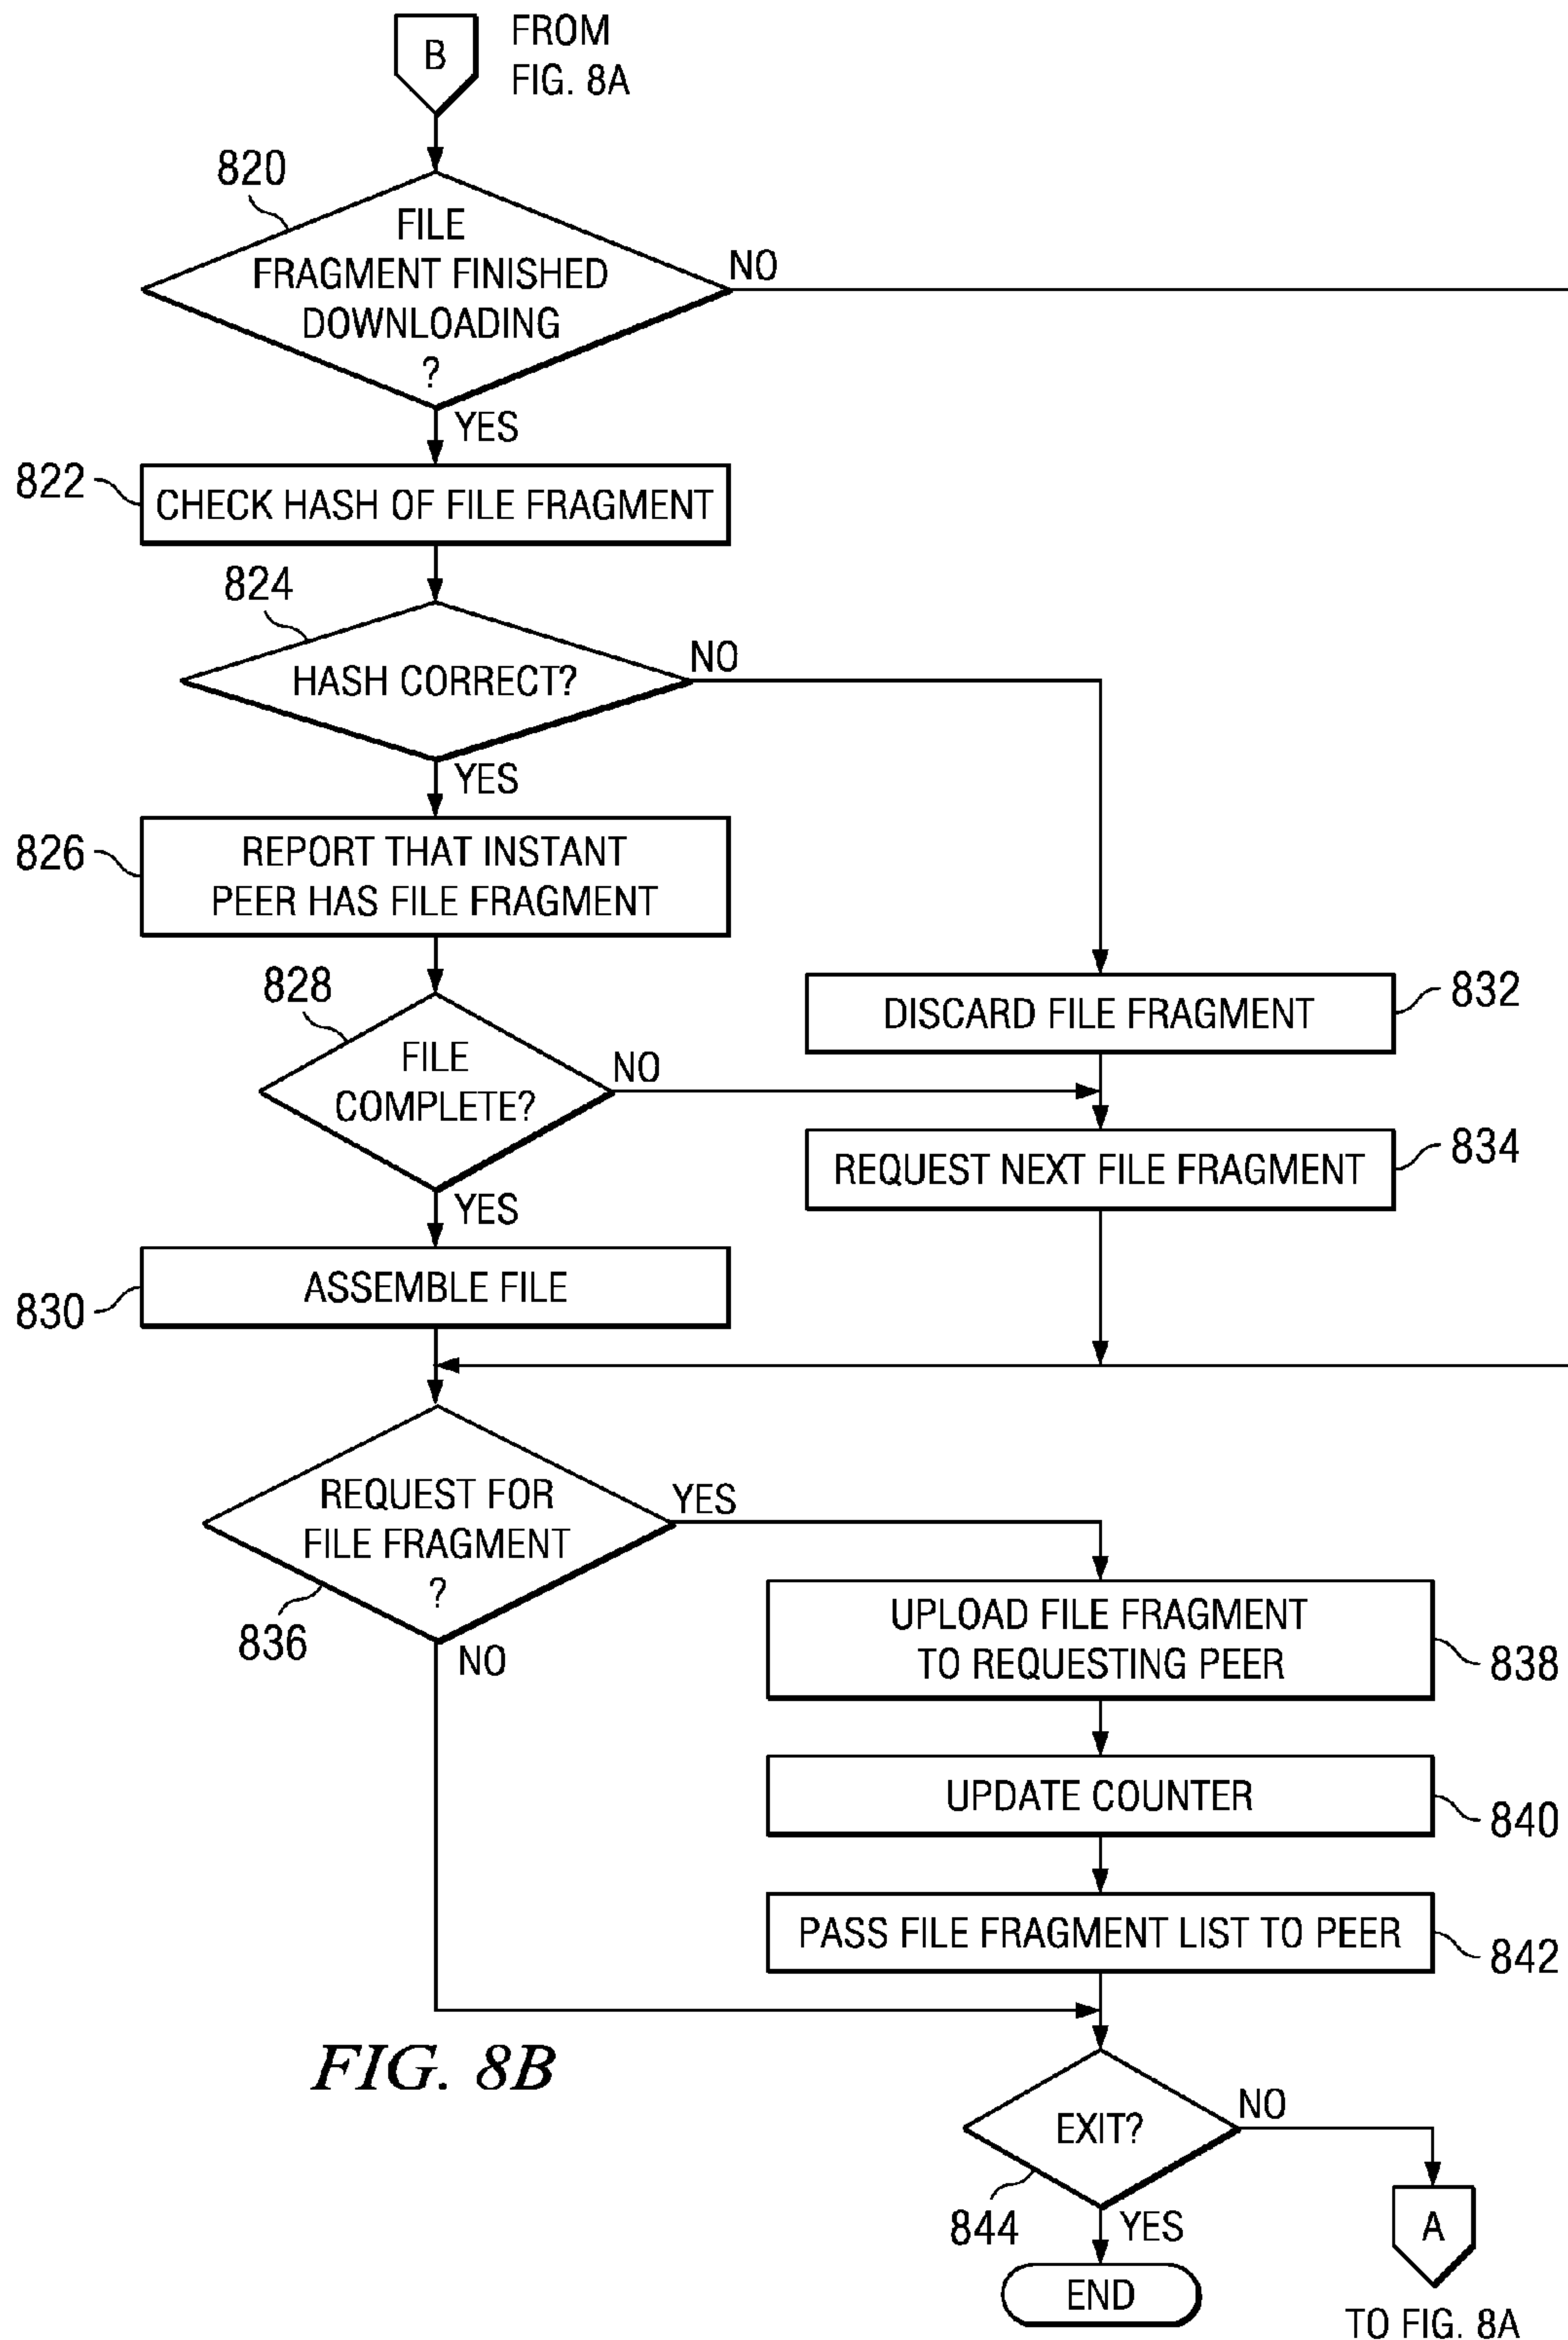 B
FROM
FIG. 8A
820
FILE
FRAGMENT FINISHED
DOWNLOADING
?
NO
YES
822
CHECK HASH OF FILE FRAGMENT
824
HASH CORRECT?
NO
YES
826
REPORT THAT INSTANT
PEER HAS FILE FRAGMENT
828
FILE
COMPLETE?
NO
YES
832
DISCARD FILE FRAGMENT
834
REQUEST NEXT FILE FRAGMENT
830
ASSEMBLE FILE
REQUEST FOR
FILE FRAGMENT
?
836
YES
NO
UPLOAD FILE FRAGMENT
TO REQUESTING PEER
838
UPDATE COUNTER
840
PASS FILE FRAGMENT LIST TO PEER
842
FIG. 8B
EXIT?
NO
844
YES
END
A
TO FIG. 8A